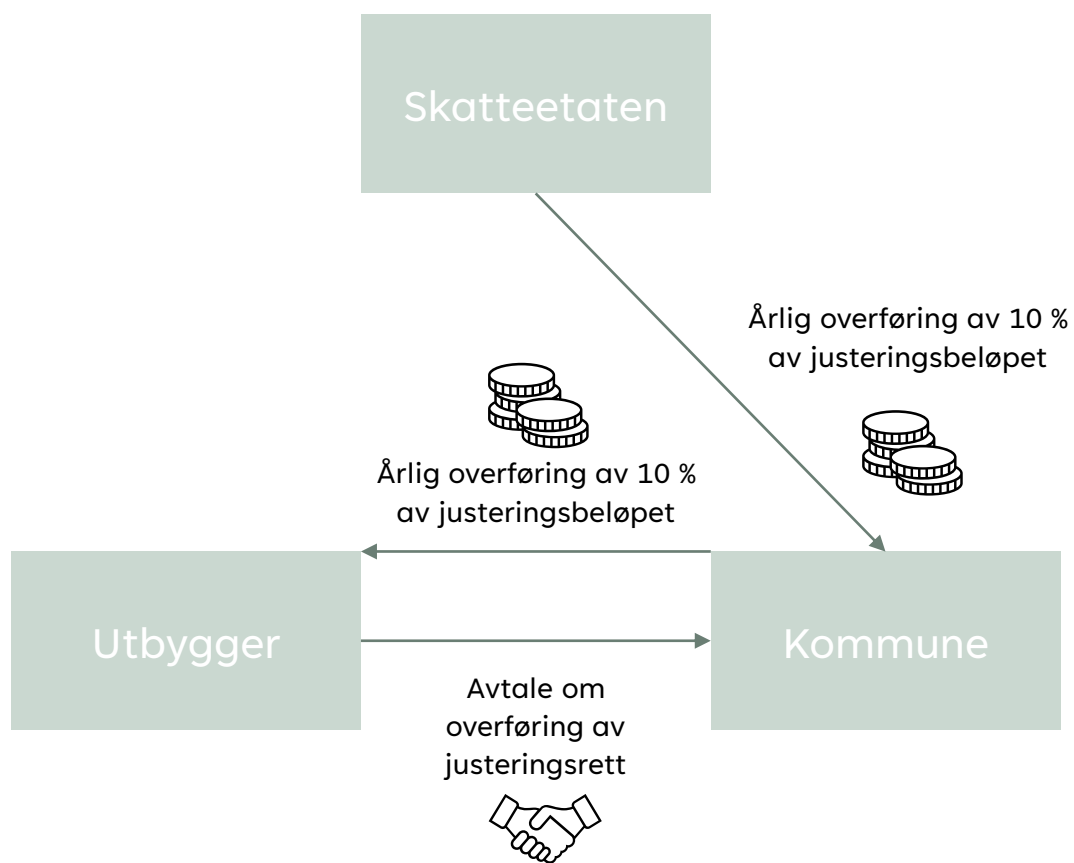 Skatteetaten
Årlig overføring av 10 %
av justeringsbeløpet
Årlig overføring av 10 %
av justeringsbeløpet
Utbygger
Kommune
Avtale om
overføring av
justeringsrett